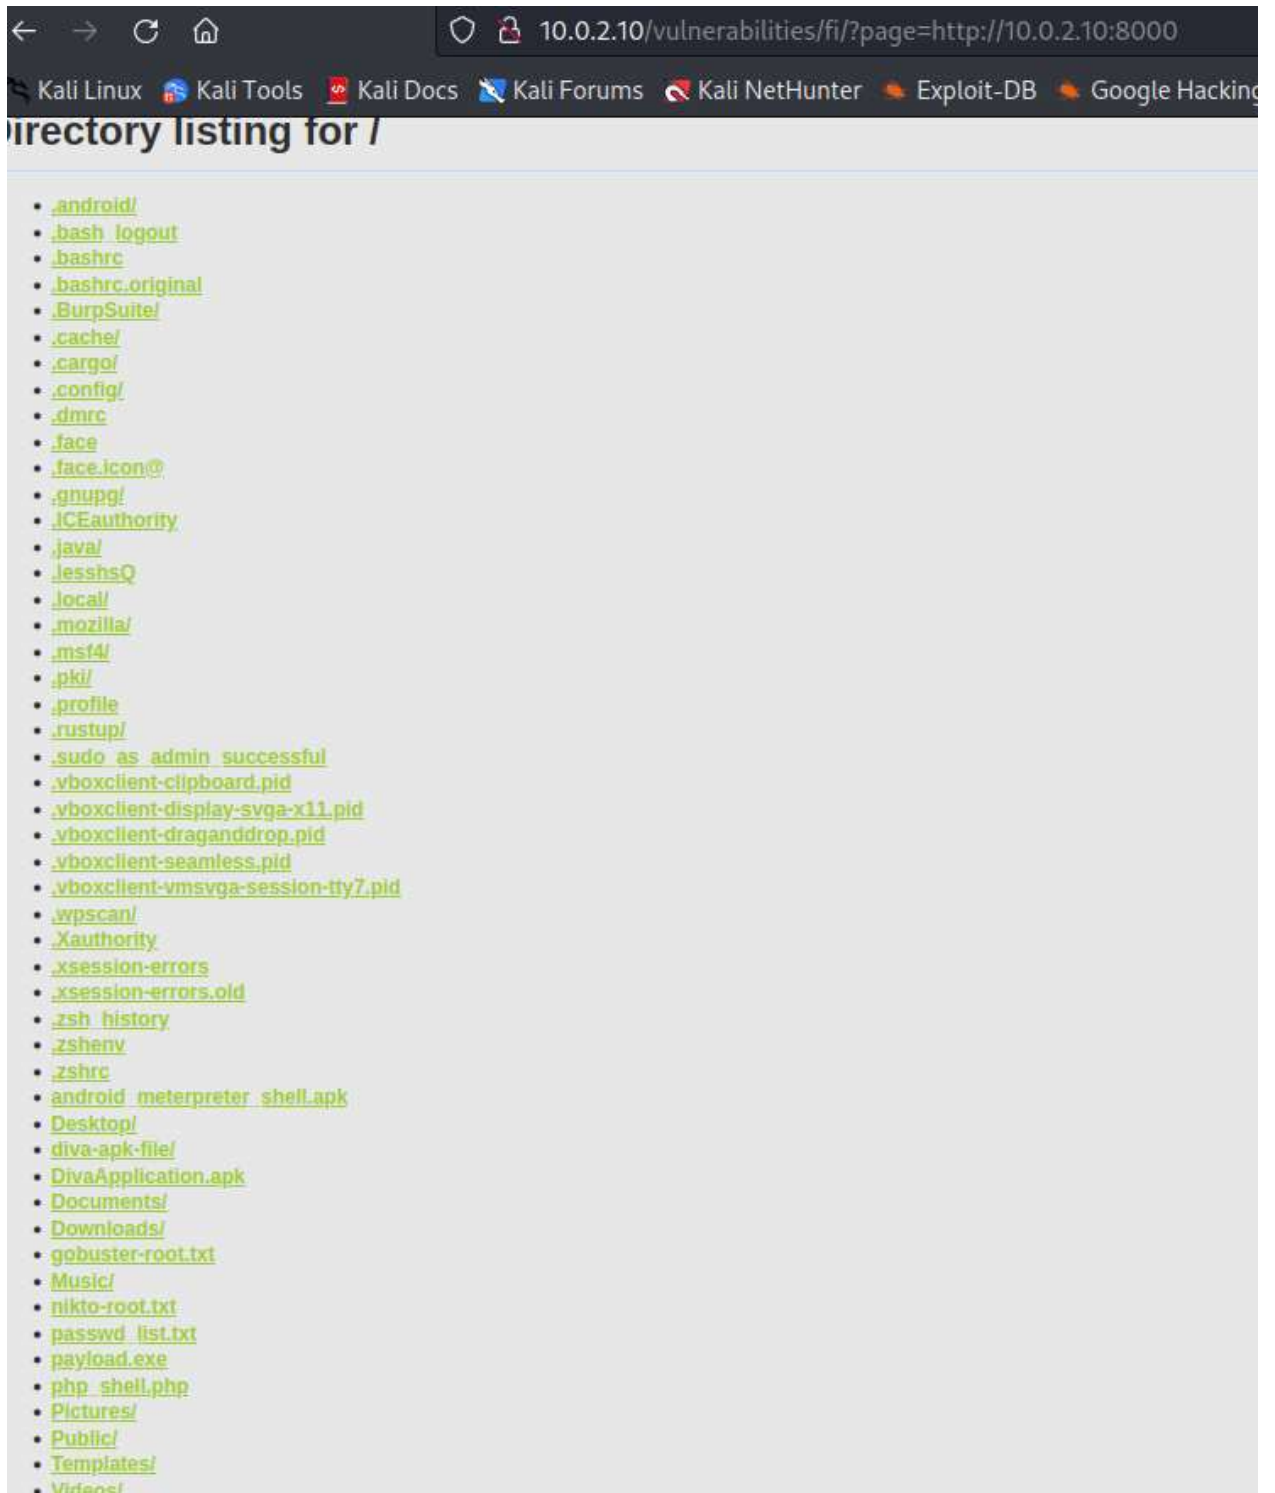 10.0.2.10/vulnerabilities/fi/?page=http://10.0.2.10:8000
Kali Linux Kali Tools Kali Docs Kali Forums Kali NetHunter Exploit-DB Google Hacking
irectory listing for /
.android/
.bash_logout
.bashrc
.bashrc.original
.BurpSuite/
.cache/
.cargo/
.config/
.dmrc
.face
.face.icon@
.gnupg/
.ICEauthority
.java/
.lesshsQ
.local/
.mozilla/
.msf4/
.pki/
.profile
.rustup/
.sudo_as_admin_successful
.vboxclient-clipboard.pid
.vboxclient-display-svga-x11.pid
.vboxclient-draganddrop.pid
.vboxclient-seamless.pid
.vboxclient-vmsvga-session-tty7.pid
.wpscan/
.Xauthority
.xsession-errors
.xsession-errors.old
.zsh_history
.zshenv
.zshrc
android_meterpreter_shell.apk
Desktop/
diva-apk-file/
DivaApplication.apk
Documents/
Downloads/
gobuster-root.txt
Music/
nikto-root.txt
passwd_list.txt
payload.exe
php_shell.php
Pictures/
Public/
Templates/
Videos/